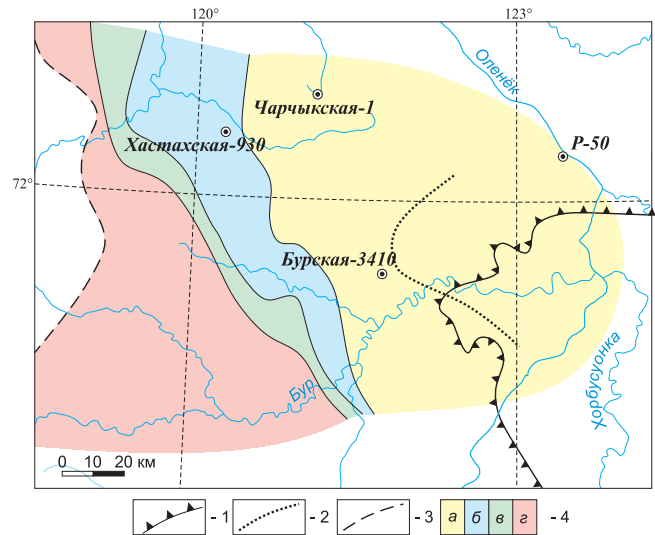 120°
123°
Оленёк
Чарчыкская-1
Хастахская-930
Р-50
72°
Бурская-3410
Бур
Хорбусуонка
0 10 20 км
- 1
- 2
- 3
а б в г - 4